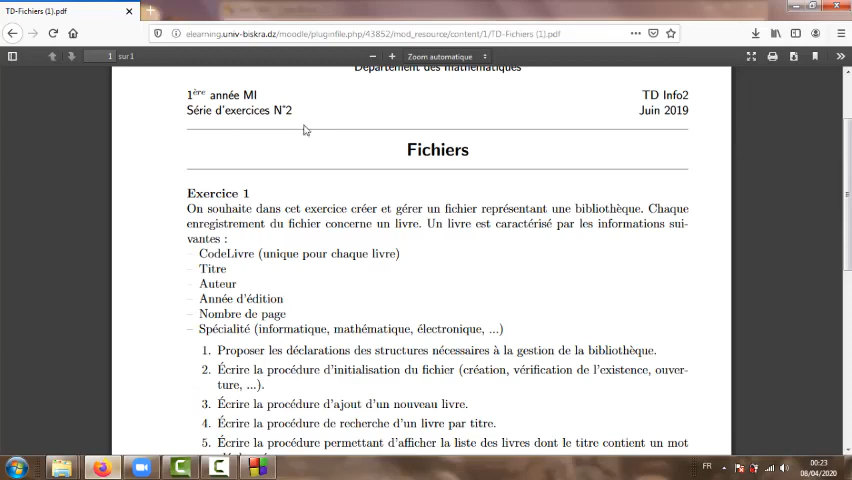 TD-Fichiers (1).pdf
elearning.univ-biskra.dz/moodle/pluginfile.php/43852/mod_resource/content/1/TD-Fichiers (1).pdf
1 sur 1
Zoom automatique
Département des mathématiques
1ère année MI
TD Info2
Série d'exercices N°2
Juin 2019
Fichiers
Exercice 1
On souhaite dans cet exercice créer et gérer un fichier représentant une bibliothèque. Chaque
enregistrement du fichier concerne un livre. Un livre est caractérisé par les informations sui-
vantes :
– CodeLivre (unique pour chaque livre)
– Titre
– Auteur
– Année d'édition
– Nombre de page
– Spécialité (informatique, mathématique, électronique, ...)
1. Proposer les déclarations des structures nécessaires à la gestion de la bibliothèque.
2. Écrire la procédure d'initialisation du fichier (création, vérification de l'existence, ouver-
ture, ...).
3. Écrire la procédure d'ajout d'un nouveau livre.
4. Écrire la procédure de recherche d'un livre par titre.
5. Écrire la procédure permettant d'afficher la liste des livres dont le titre contient un mot
FR
00:23
08/04/2020